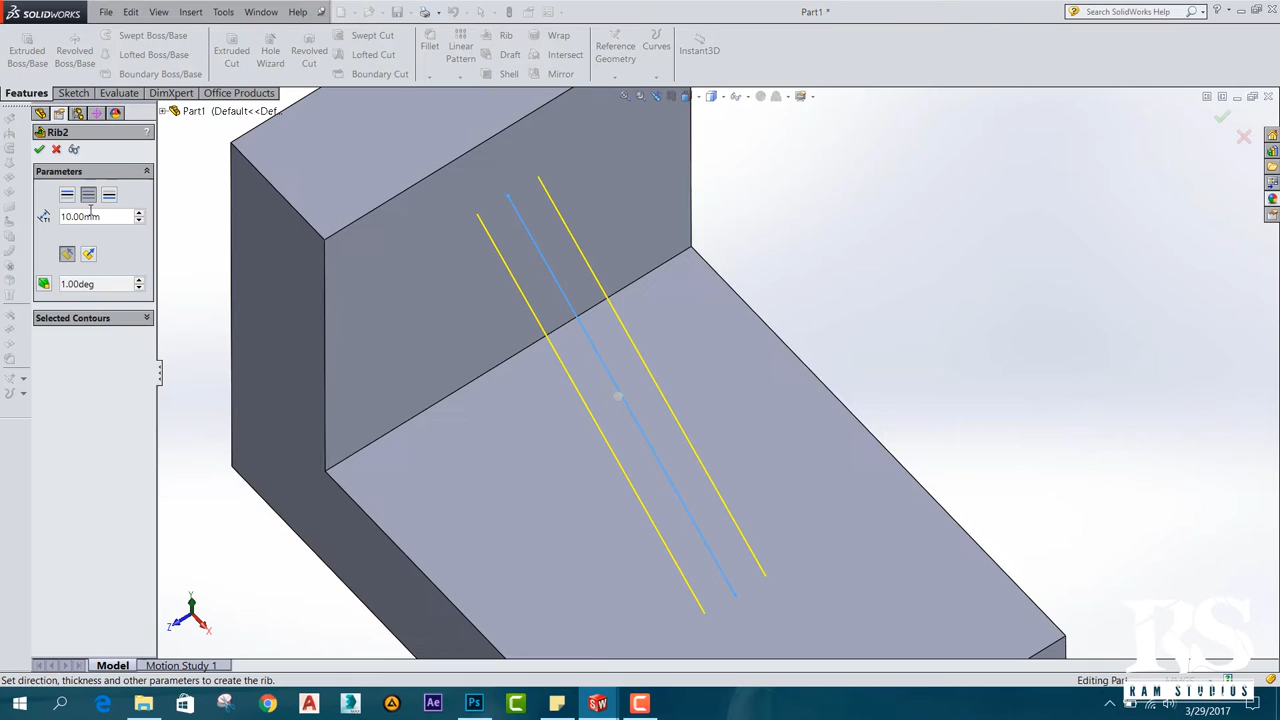 SOLIDWORKS File Edit View Insert Tools Window Help Part1 * Search SolidWorks Help
Extruded Boss/Base
Revolved Boss/Base
Swept Boss/Base
Lofted Boss/Base
Boundary Boss/Base
Extruded Cut
Hole Wizard
Revolved Cut
Swept Cut
Lofted Cut
Boundary Cut
Fillet
Linear Pattern
Rib
Draft
Shell
Wrap
Intersect
Mirror
Reference Geometry
Curves
Instant3D
Features Sketch Evaluate DimXpert Office Products
Part1 (Default<<Def...
Rib2 ?
Parameters
10.00mm
1.00deg
Selected Contours
Y
Z X
Model Motion Study 1
Set direction, thickness and other parameters to create the rib. Editing Par
RS
RAM STUDIOS
3/29/2017